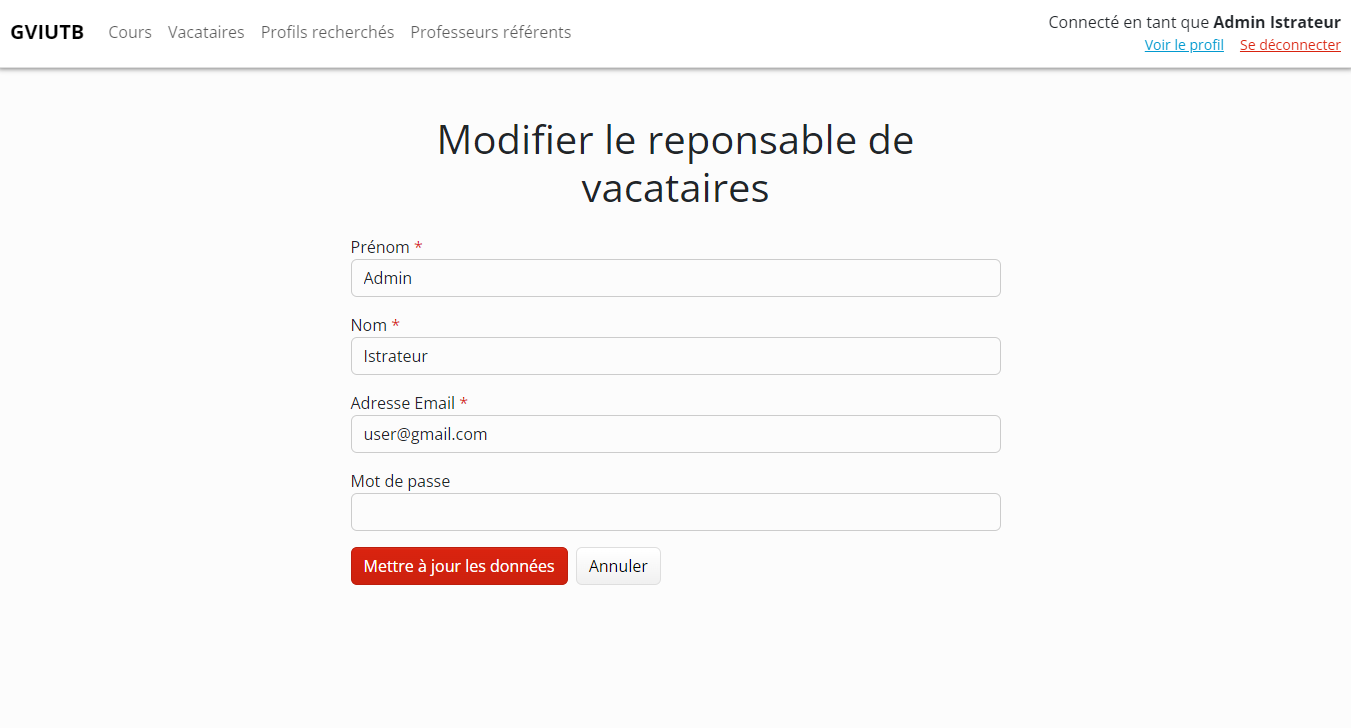 GVIUTB Cours Vacataires Profils recherchés Professeurs référents
Connecté en tant que Admin Istrateur
Voir le profil Se déconnecter
Modifier le reponsable de
vacataires
Prénom *
Admin
Nom *
Istrateur
Adresse Email *
user@gmail.com
Mot de passe
Mettre à jour les données Annuler